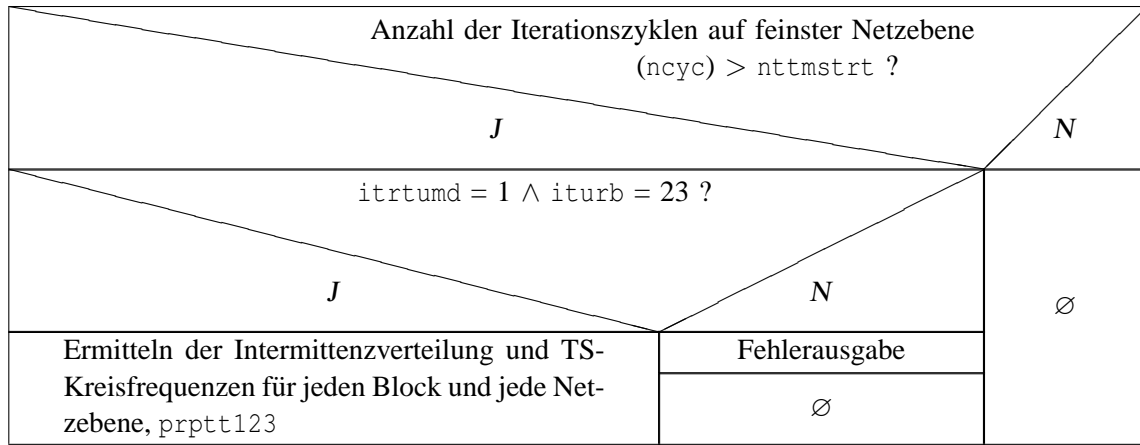 Anzahl der Iterationszyklen auf feinster Netzebene
(ncyc) > nttmstrt ?
J
N
itrtumd = 1 ∧ iturb = 23 ?
J
N
∅
Ermitteln der Intermittenzverteilung und TS-
Kreisfrequenzen für jeden Block und jede Net-
zebene, prptt123
Fehlerausgabe
∅